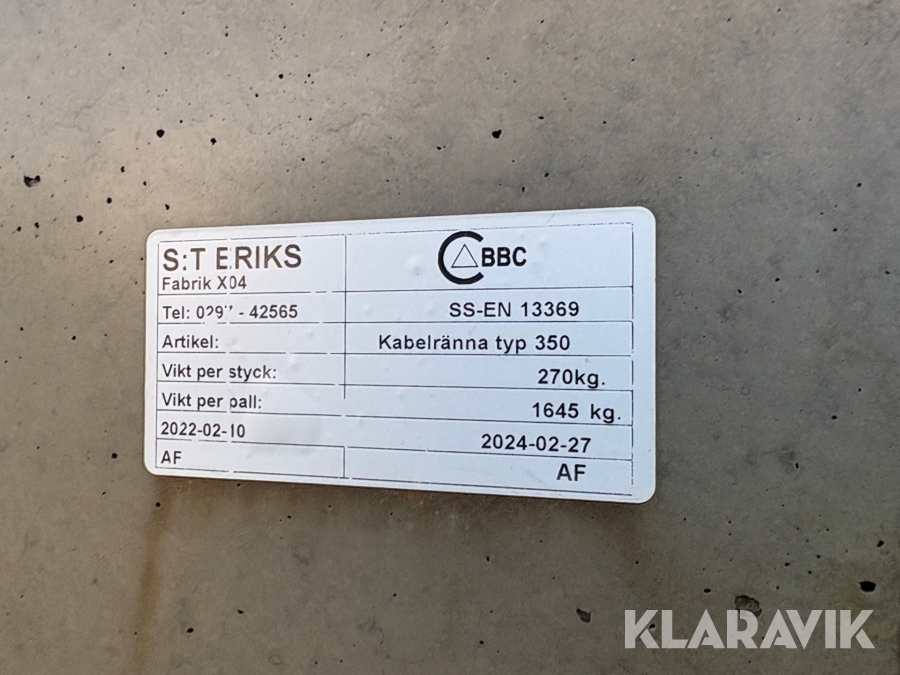 S:T ERIKS
Fabrik X04
BBC
Tel: - 42565
SS-EN 13369
Artikel:
Kabelränna typ 350
Vikt per styck:
270kg.
Vikt per pall:
1645 kg.
2022-02-10
2024-02-27
AF
AF
KLARAVIK